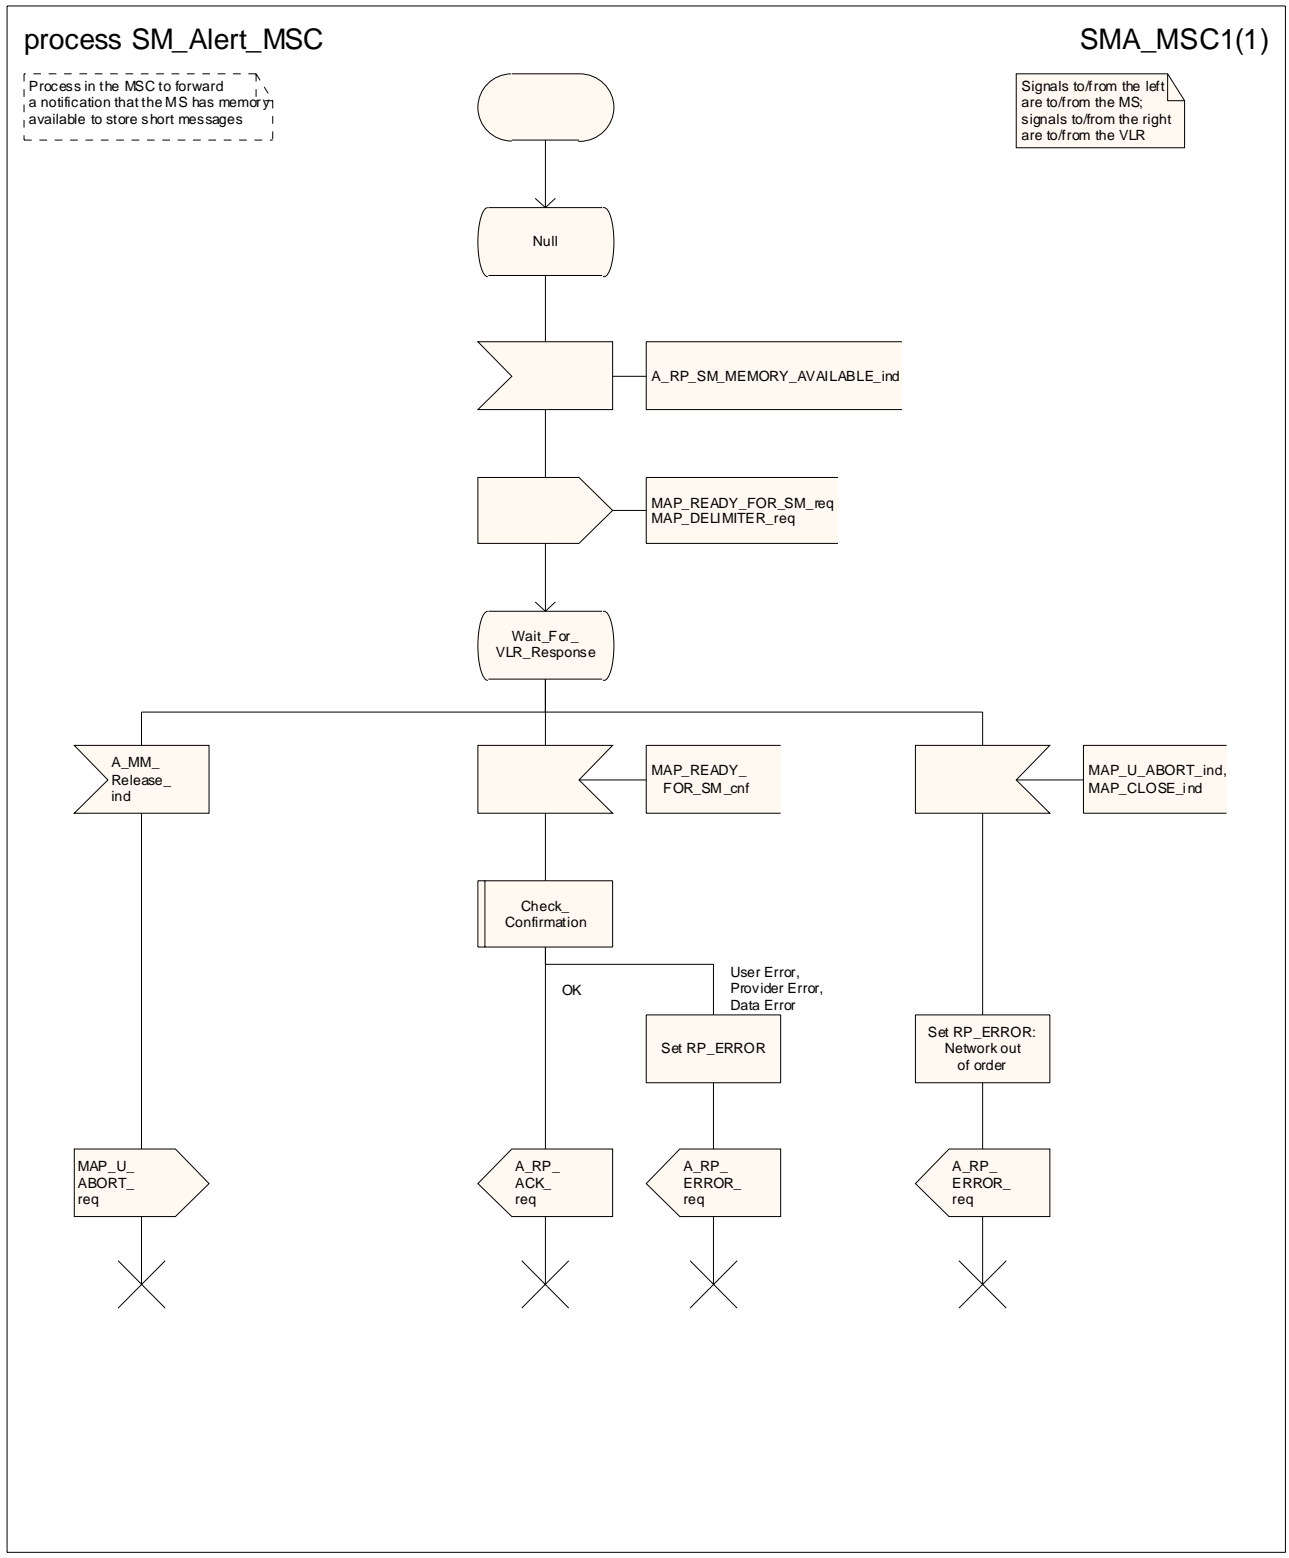 process SM_Alert_MSC
SMA_MSC1(1)
Process in the MSC to forward
a notification that the MS has memory
available to store short messages
Signals to/from the left
are to/from the MS;
signals to/from the right
are to/from the VLR
Null
A_RP_SM_MEMORY_AVAILABLE_ind
MAP_READY_FOR_SM_req
MAP_DELIMITER_req
Wait_For_
VLR_Response
A_MM_
Release_
ind
MAP_READY_
FOR_SM_cnf
MAP_U_ABORT_ind,
MAP_CLOSE_ind
Check_
Confirmation
OK
User Error,
Provider Error,
Data Error
Set RP_ERROR
Set RP_ERROR:
Network out
of order
MAP_U_
ABORT_
req
A_RP_
ACK_
req
A_RP_
ERROR_
req
A_RP_
ERROR_
req